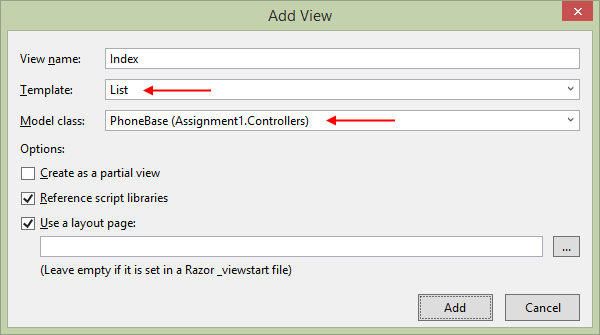 Add View
View name: Index
Template: List
Model class: PhoneBase (Assignment1.Controllers)
Options:
Create as a partial view
Reference script libraries
Use a layout page:
...
(Leave empty if it is set in a Razor _viewstart file)
Add Cancel